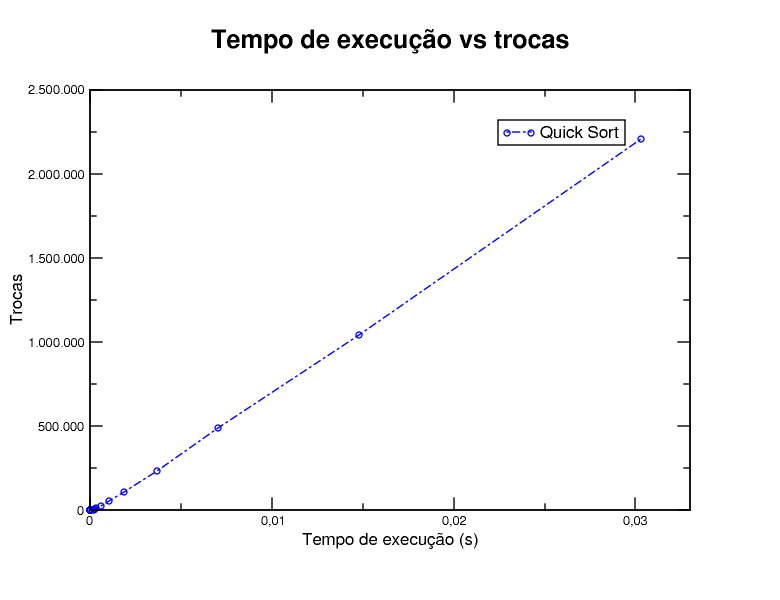 Tempo de execução vs trocas
2.500.000
Quick Sort
2.000.000
1.500.000
Trocas
1.000.000
500.000
0
0 0,01 0,02 0,03
Tempo de execução (s)